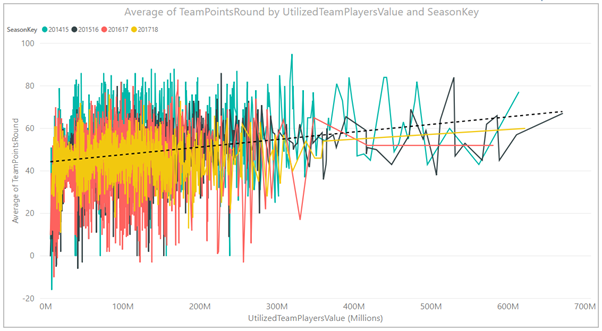 Average of TeamPointsRound by UtilizedTeamPlayersValue and SeasonKey
SeasonKey 201415 201516 201617 201718
100
80
60
40
20
0
-20
Average of TeamPointsRound
0M 100M 200M 300M 400M 500M 600M 700M
UtilizedTeamPlayersValue (Millions)